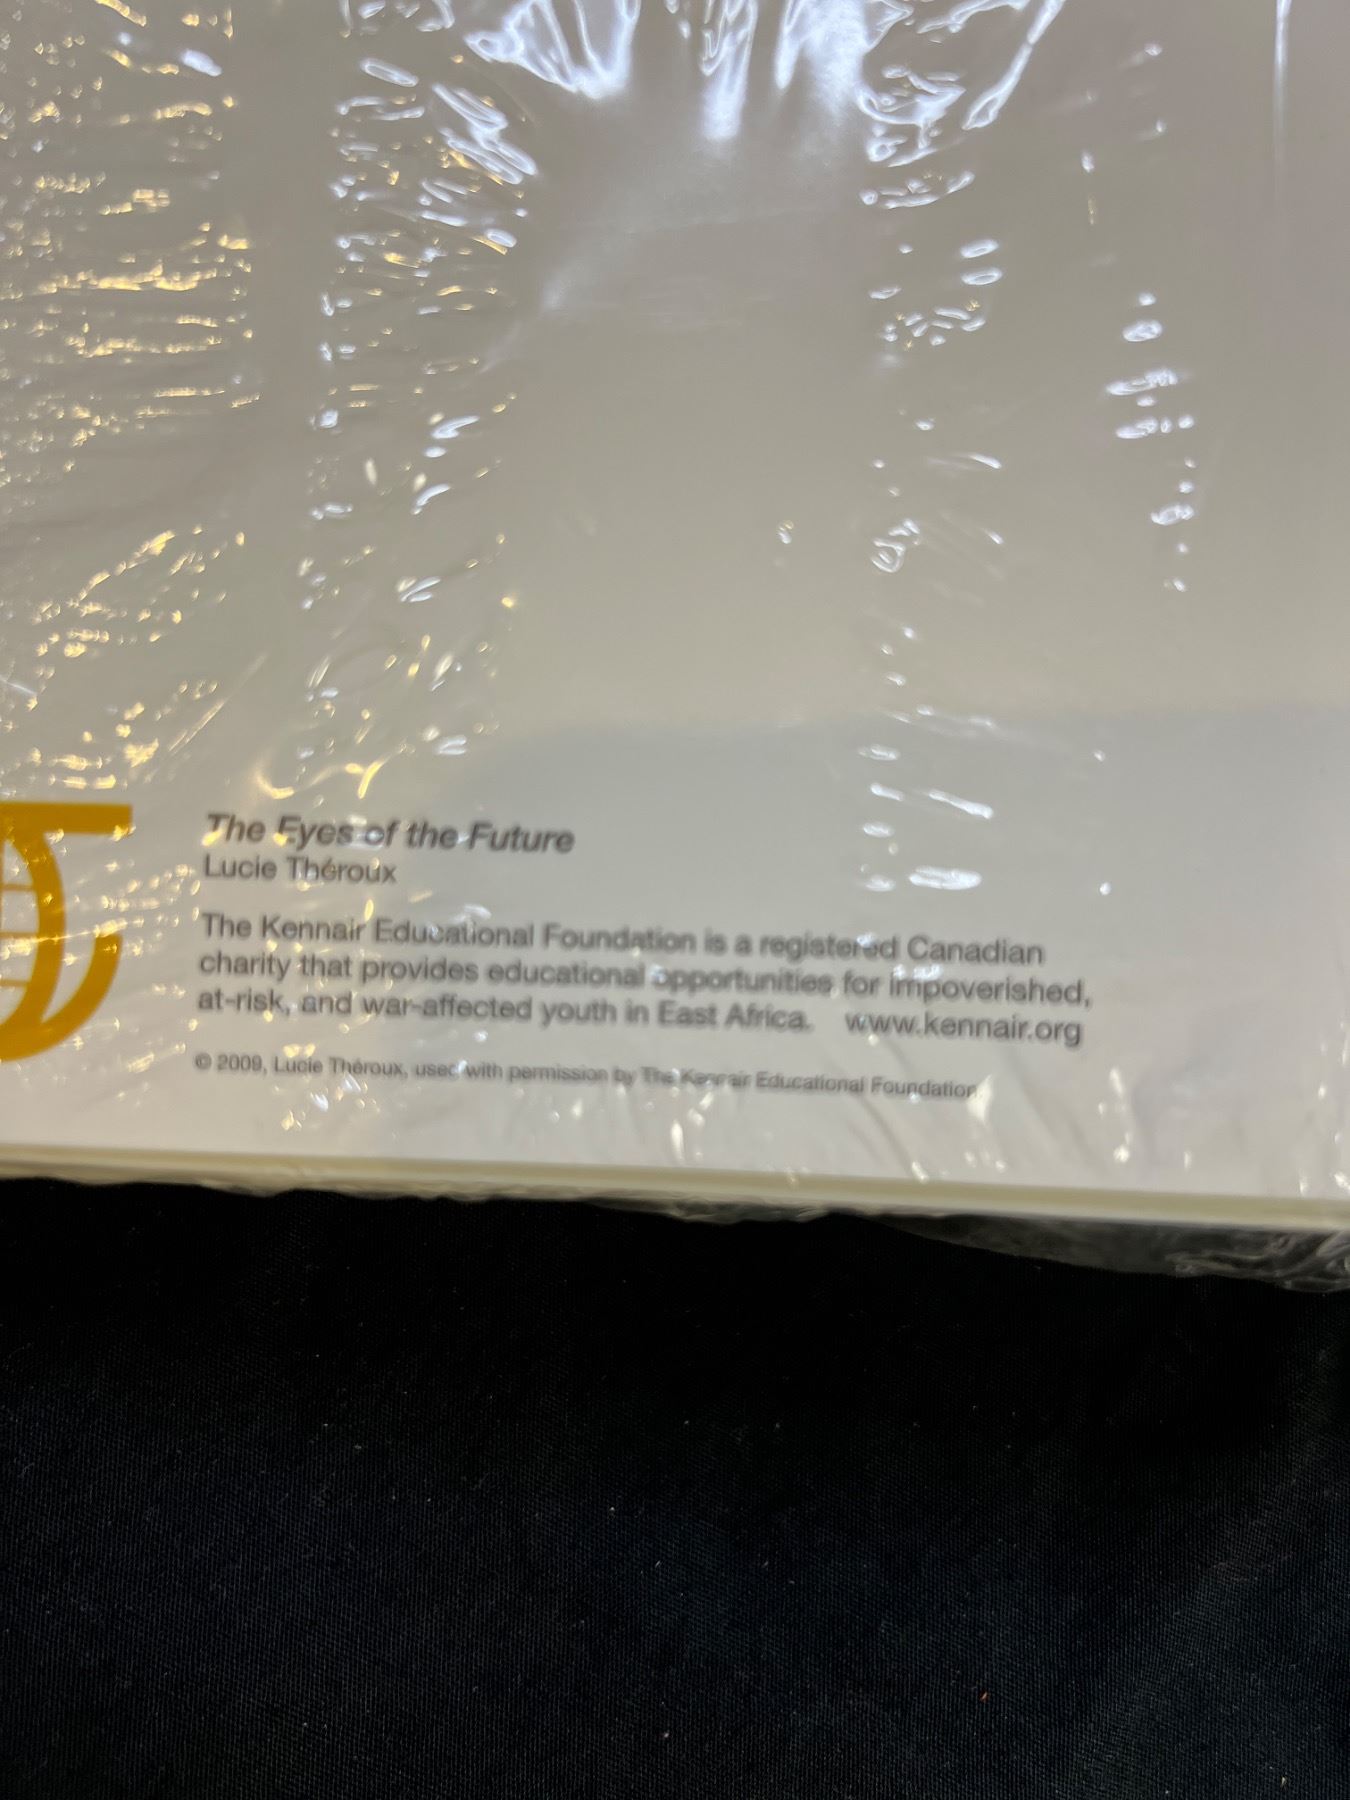 The Eyes of the Future
Lucie Théroux
The Kennair Educational Foundation is a registered Canadian
charity that provides educational opportunities for impoverished,
at-risk, and war-affected youth in East Africa. www.kennair.org
© 2009, Lucie Théroux, used with permission by The Kennair Educational Foundation.